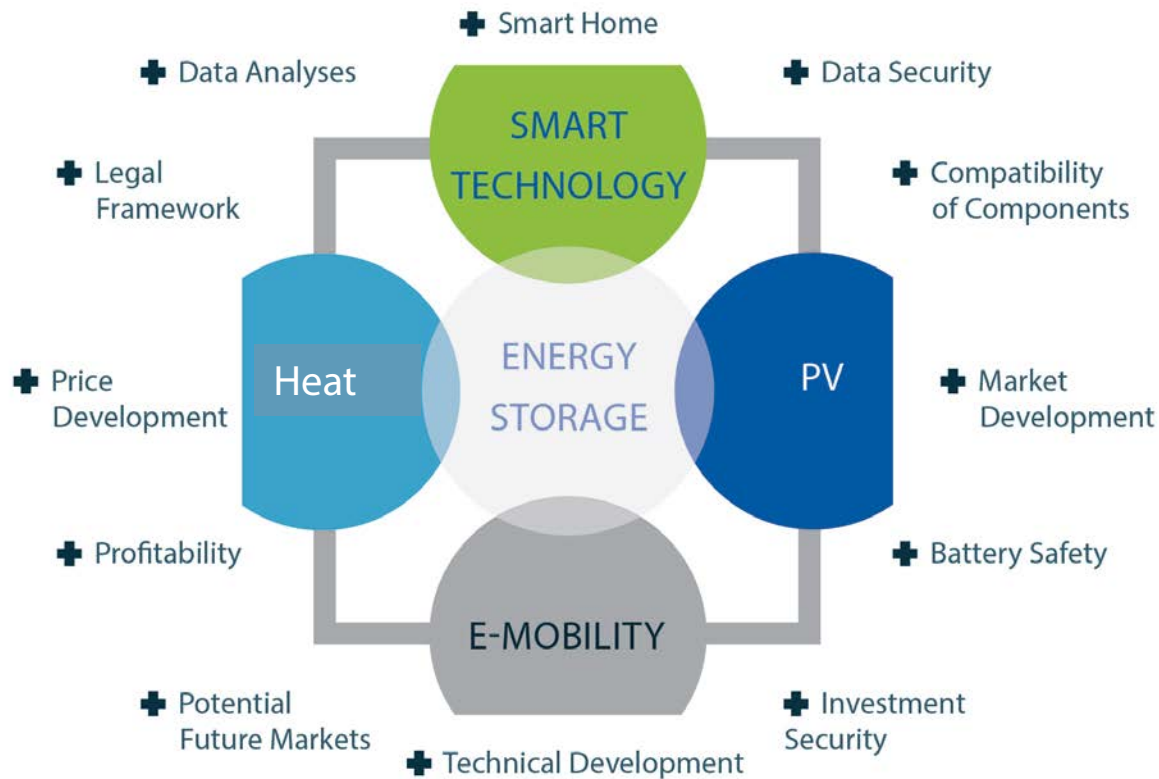 Smart Home
Data Analyses
Data Security
SMART
TECHNOLOGY
Legal
Framework
Compatibility
of Components
ENERGY
STORAGE
Heat
PV
Price
Development
Market
Development
Profitability
Battery Safety
E-MOBILITY
Potential
Future Markets
Investment
Security
Technical Development